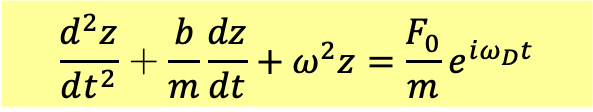 d²z/dt² + b/m dz/dt + ω²z = F₀/m e^{iω_D t}